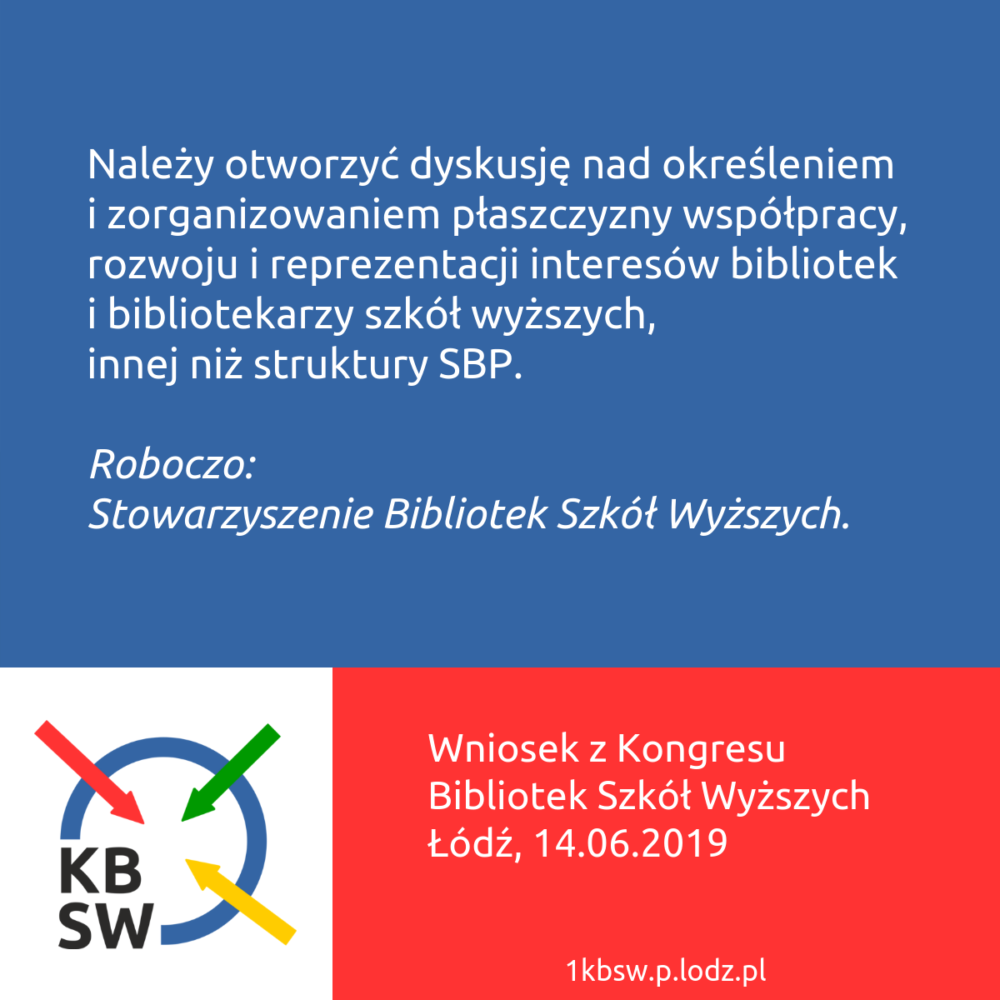 Należy otworzyć dyskusję nad określeniem
i zorganizowaniem płaszczyzny współpracy,
rozwoju i reprezentacji interesów bibliotek
i bibliotekarzy szkół wyższych,
innej niż struktury SBP.
Roboczo:
Stowarzyszenie Bibliotek Szkół Wyższych.
KB
SW
Wniosek z Kongresu
Bibliotek Szkół Wyższych
Łódź, 14.06.2019
1kbsw.p.lodz.pl